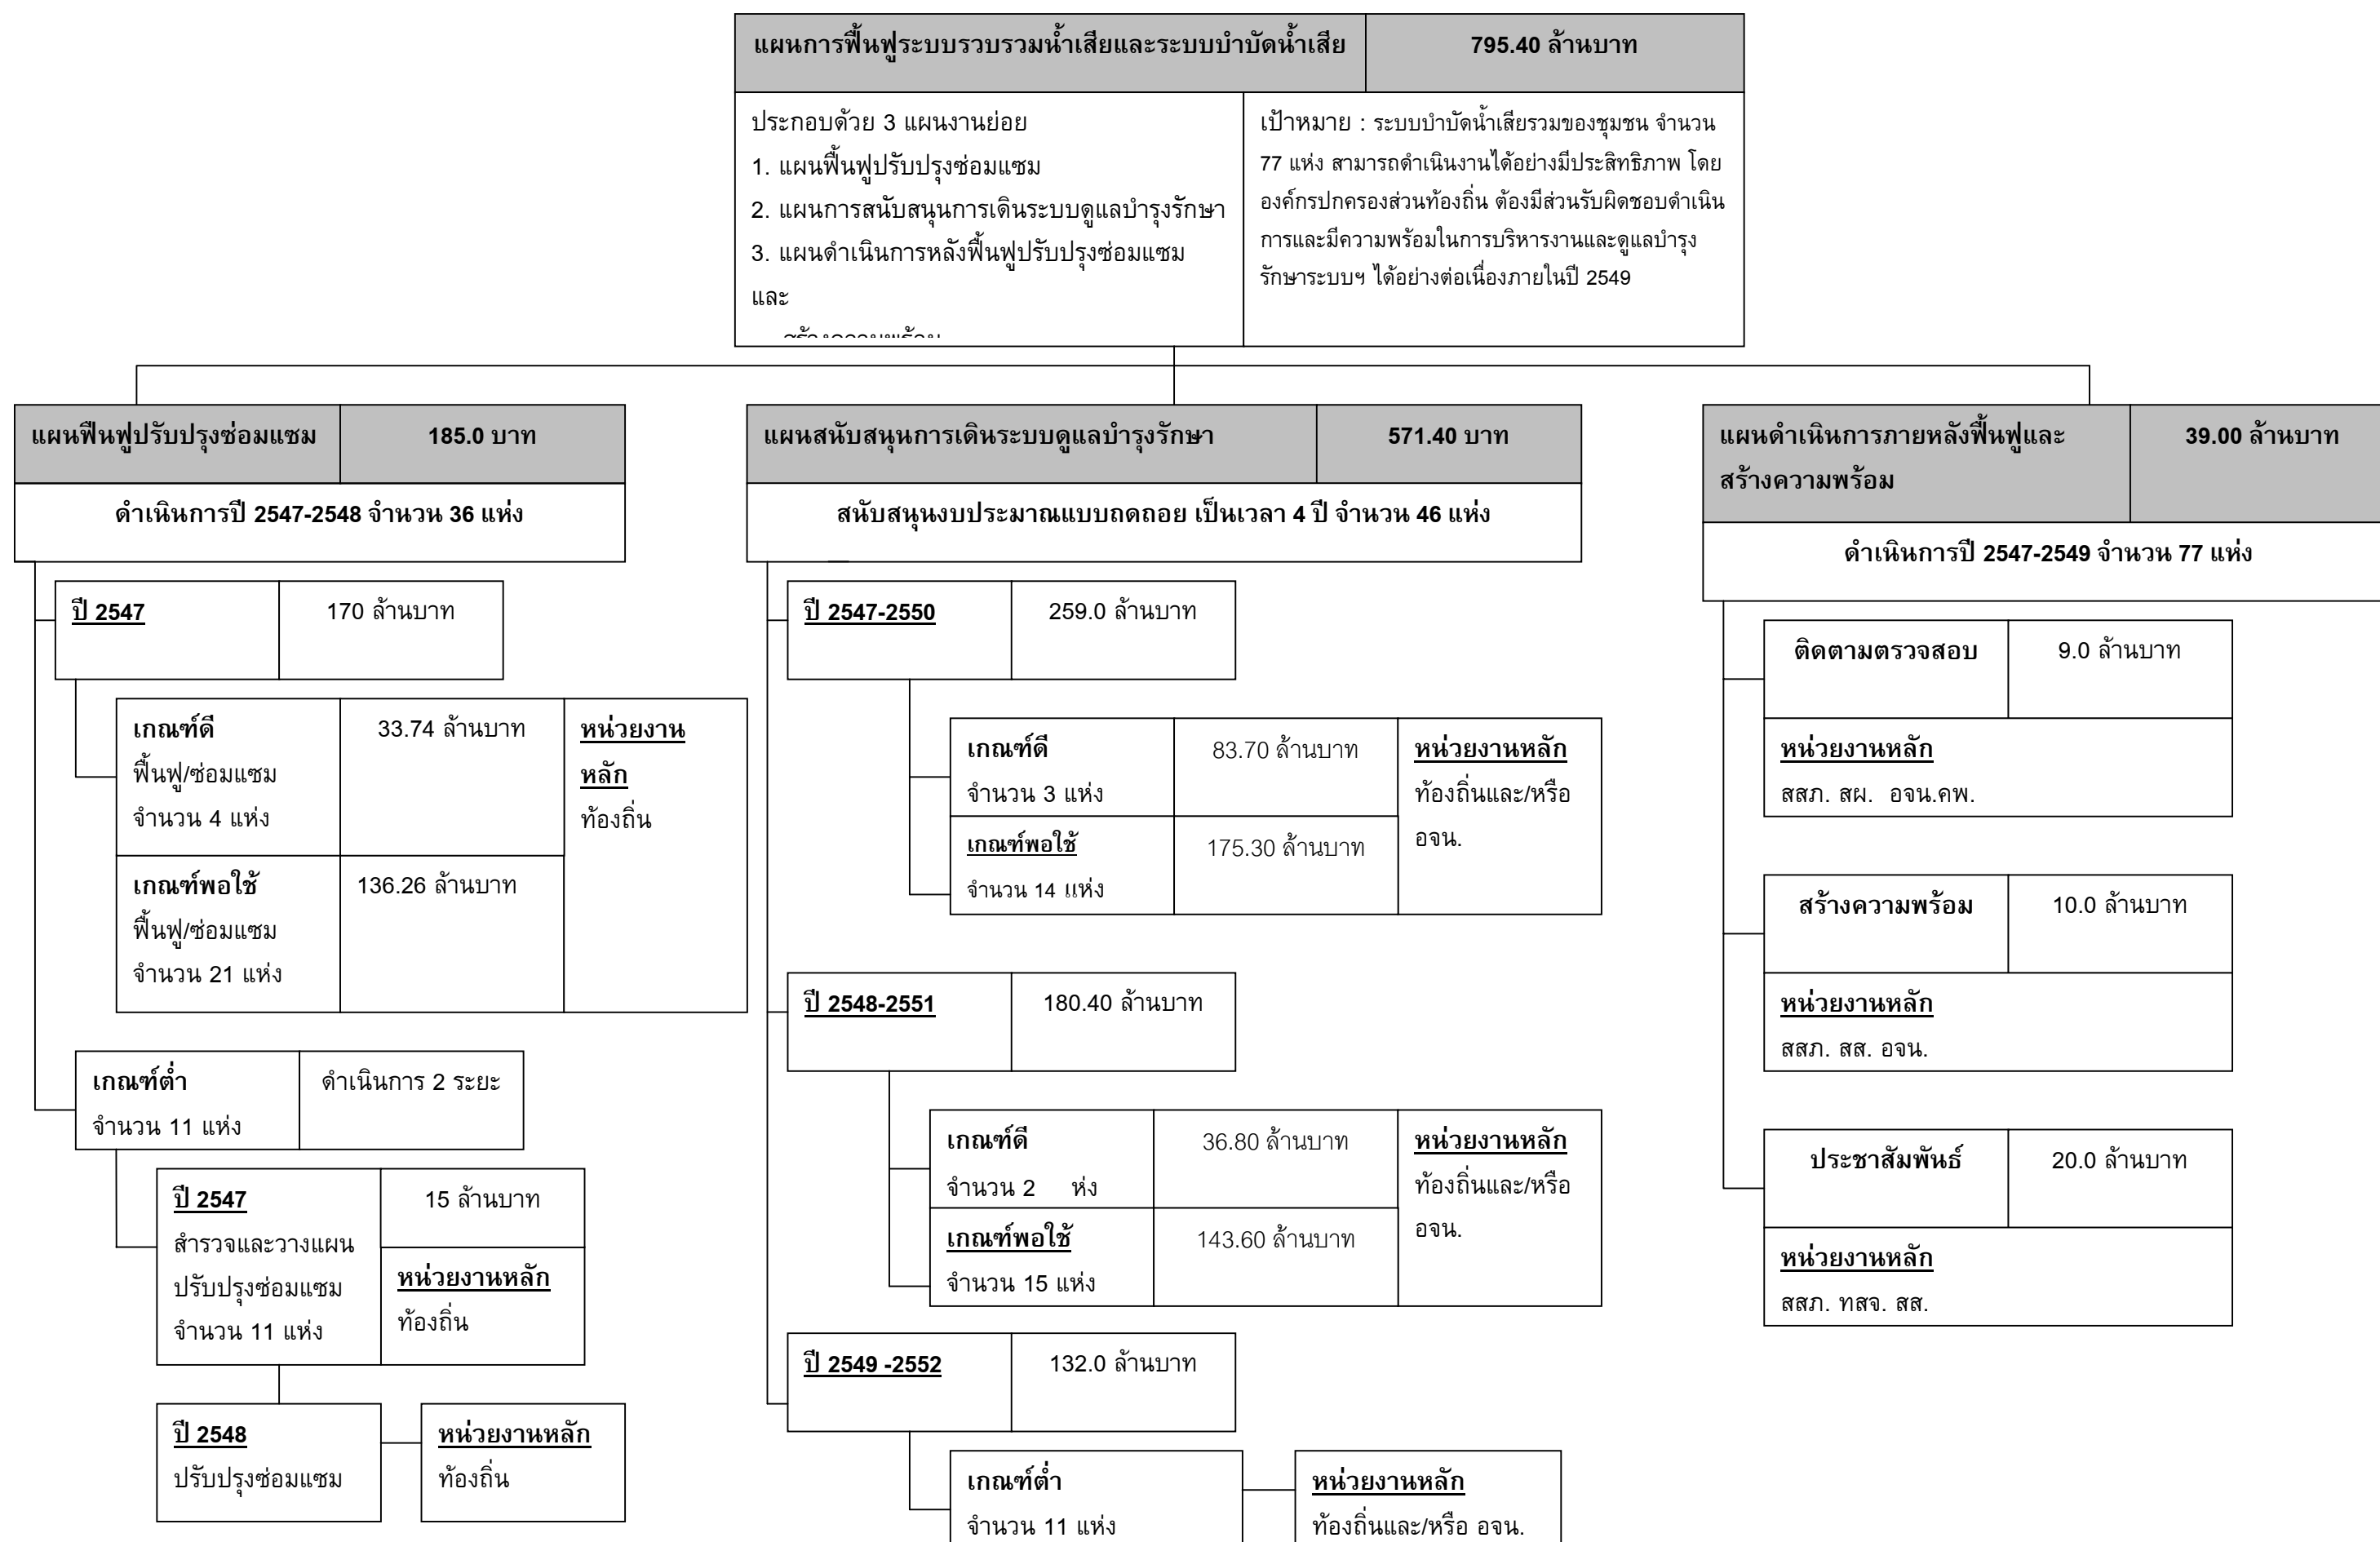 แผนการฟื้นฟูระบบรวบรวมน้ำเสียและระบบบำบัดน้ำเสีย 795.40 ล้านบาท
ประกอบด้วย 3 แผนงานย่อย
1. แผนฟื้นฟูปรับปรุงซ่อมแซม
2. แผนการสนับสนุนการเดินระบบดูแลบำรุงรักษา
3. แผนดำเนินการหลังฟื้นฟูปรับปรุงซ่อมแซม
และ
เป้าหมาย : ระบบบำบัดน้ำเสียรวมของชุมชน จำนวน
77 แห่ง สามารถดำเนินงานได้อย่างมีประสิทธิภาพ โดย
องค์กรปกครองส่วนท้องถิ่น ต้องมีส่วนรับผิดชอบดำเนิน
การและมีความพร้อมในการบริหารงานและดูแลบำรุง
รักษาระบบฯ ได้อย่างต่อเนื่องภายในปี 2549
แผนฟืนฟูปรับปรุงซ่อมแซม 185.0 บาท
ดำเนินการปี 2547-2548 จำนวน 36 แห่ง
ปี 2547 170 ล้านบาท
เกณฑ์ดี
ฟื้นฟู/ซ่อมแซม
จำนวน 4 แห่ง
33.74 ล้านบาท
หน่วยงาน
หลัก
ท้องถิ่น
เกณฑ์พอใช้
ฟื้นฟู/ซ่อมแซม
จำนวน 21 แห่ง
136.26 ล้านบาท
เกณฑ์ต่ำ
จำนวน 11 แห่ง
ดำเนินการ 2 ระยะ
ปี 2547
สำรวจและวางแผน
ปรับปรุงซ่อมแซม
จำนวน 11 แห่ง
15 ล้านบาท
หน่วยงานหลัก
ท้องถิ่น
ปี 2548
ปรับปรุงซ่อมแซม
หน่วยงานหลัก
ท้องถิ่น
แผนสนับสนุนการเดินระบบดูแลบำรุงรักษา 571.40 บาท
สนับสนุนงบประมาณแบบถดถอย เป็นเวลา 4 ปี จำนวน 46 แห่ง
ปี 2547-2550 259.0 ล้านบาท
เกณฑ์ดี
จำนวน 3 แห่ง
83.70 ล้านบาท
หน่วยงานหลัก
ท้องถิ่นและ/หรือ
อจน.
เกณฑ์พอใช้
จำนวน 14 แห่ง
175.30 ล้านบาท
ปี 2548-2551 180.40 ล้านบาท
เกณฑ์ดี
จำนวน 2 ห่ง
36.80 ล้านบาท
หน่วยงานหลัก
ท้องถิ่นและ/หรือ
อจน.
เกณฑ์พอใช้
จำนวน 15 แห่ง
143.60 ล้านบาท
ปี 2549 -2552 132.0 ล้านบาท
เกณฑ์ต่ำ
จำนวน 11 แห่ง
หน่วยงานหลัก
ท้องถิ่นและ/หรือ อจน.
แผนดำเนินการภายหลังฟื้นฟูและ
สร้างความพร้อม
39.00 ล้านบาท
ดำเนินการปี 2547-2549 จำนวน 77 แห่ง
ติดตามตรวจสอบ 9.0 ล้านบาท
หน่วยงานหลัก
สสภ. สผ. อจน.คพ.
สร้างความพร้อม 10.0 ล้านบาท
หน่วยงานหลัก
สสภ. สส. อจน.
ประชาสัมพันธ์ 20.0 ล้านบาท
หน่วยงานหลัก
สสภ. ทสจ. สส.